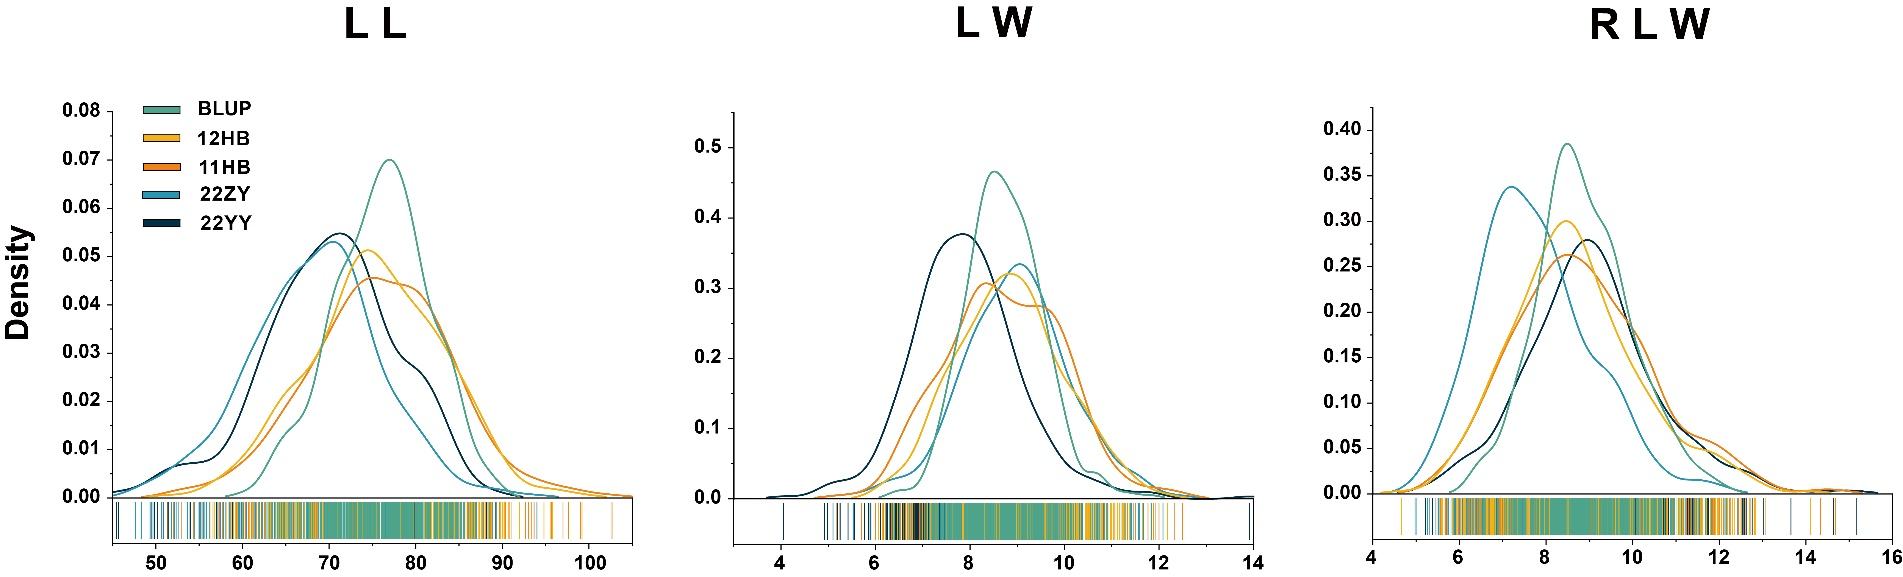 L L
L W
R L W
Density
0.08
0.07
0.06
0.05
0.04
0.03
0.02
0.01
0.00
BLUP
12HB
11HB
22ZY
22YY
50 60 70 80 90 100
0.5
0.4
0.3
0.2
0.1
0.0
4 6 8 10 12 14
0.40
0.35
0.30
0.25
0.20
0.15
0.10
0.05
0.00
4 6 8 10 12 14 16